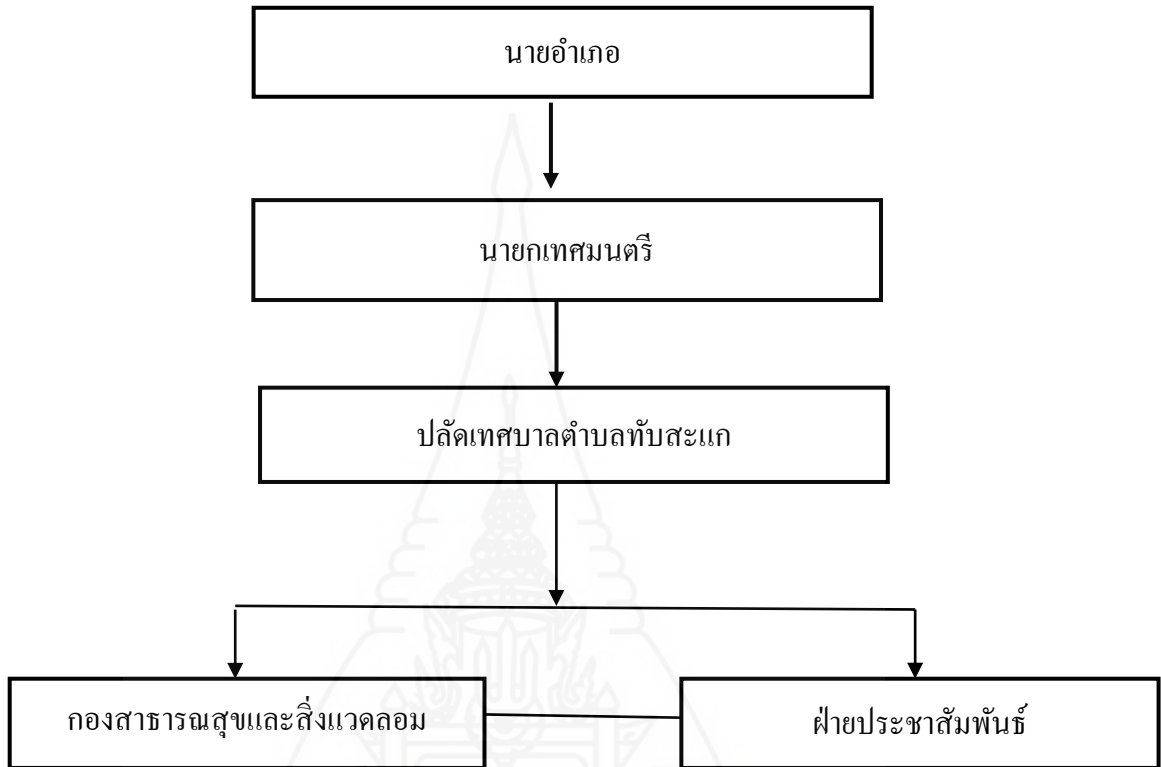 นายอำเภอ
นายกเทศมนตรี
ปลัดเทศบาลตำบลทับสะแก
กองสาธารณสุขและสิ่งแวดลอม
ฝ่ายประชาสัมพันธ์